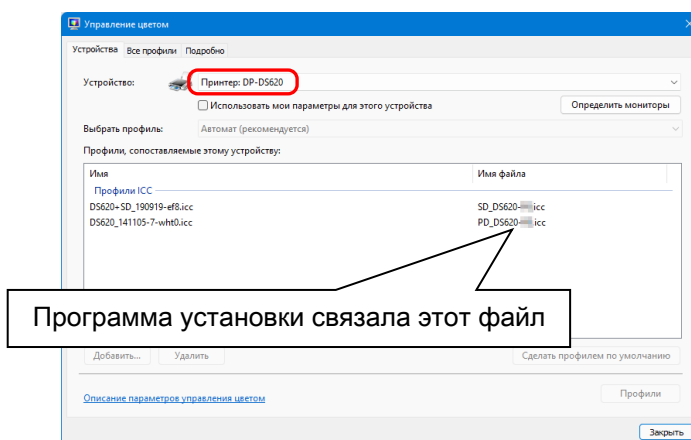 Управление цветом
Устройства Все профили Подробно
Устройство: Принтер: DP-DS620
Использовать мои параметры для этого устройства Определить мониторы
Выбрать профиль: Автомат (рекомендуется)
Профили, сопоставляемые этому устройству:
Имя Имя файла
Профили ICC
DS620+SD_190919-ef8.icc SD_DS620- icc
DS620_141105-7-wht0.icc PD_DS620- icc
Программа установки связала этот файл
Добавить... Удалить Сделать профилем по умолчанию
Описание параметров управления цветом Профили
Закрыть